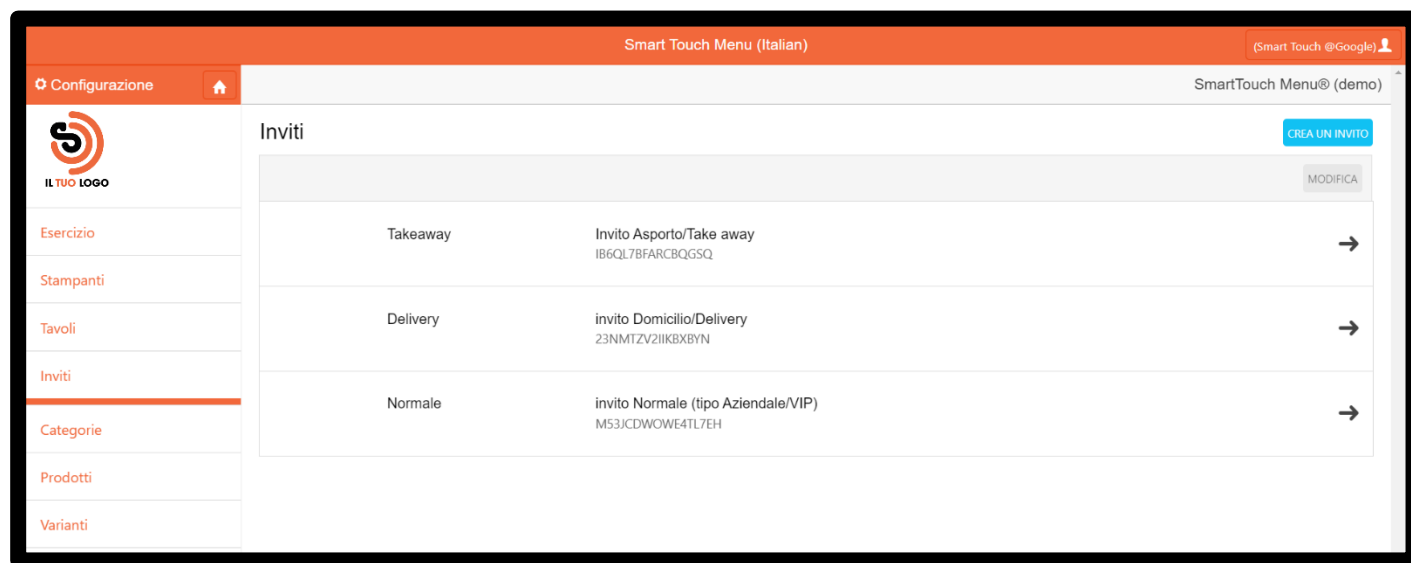 Smart Touch Menu (Italian)
(Smart Touch @Google)
Configurazione
SmartTouch Menu® (demo)
IL TUO LOGO
Inviti
CREA UN INVITO
MODIFICA
Esercizio
Stampanti
Tavoli
Inviti
Categorie
Prodotti
Varianti
Takeaway
Invito Asporto/Take away
IB6QL7BFARCBQGSQ
Delivery
invito Domicilio/Delivery
23NMTZV2IIKBXBYN
Normale
invito Normale (tipo Aziendale/VIP)
M53JCDWOWE4TL7EH